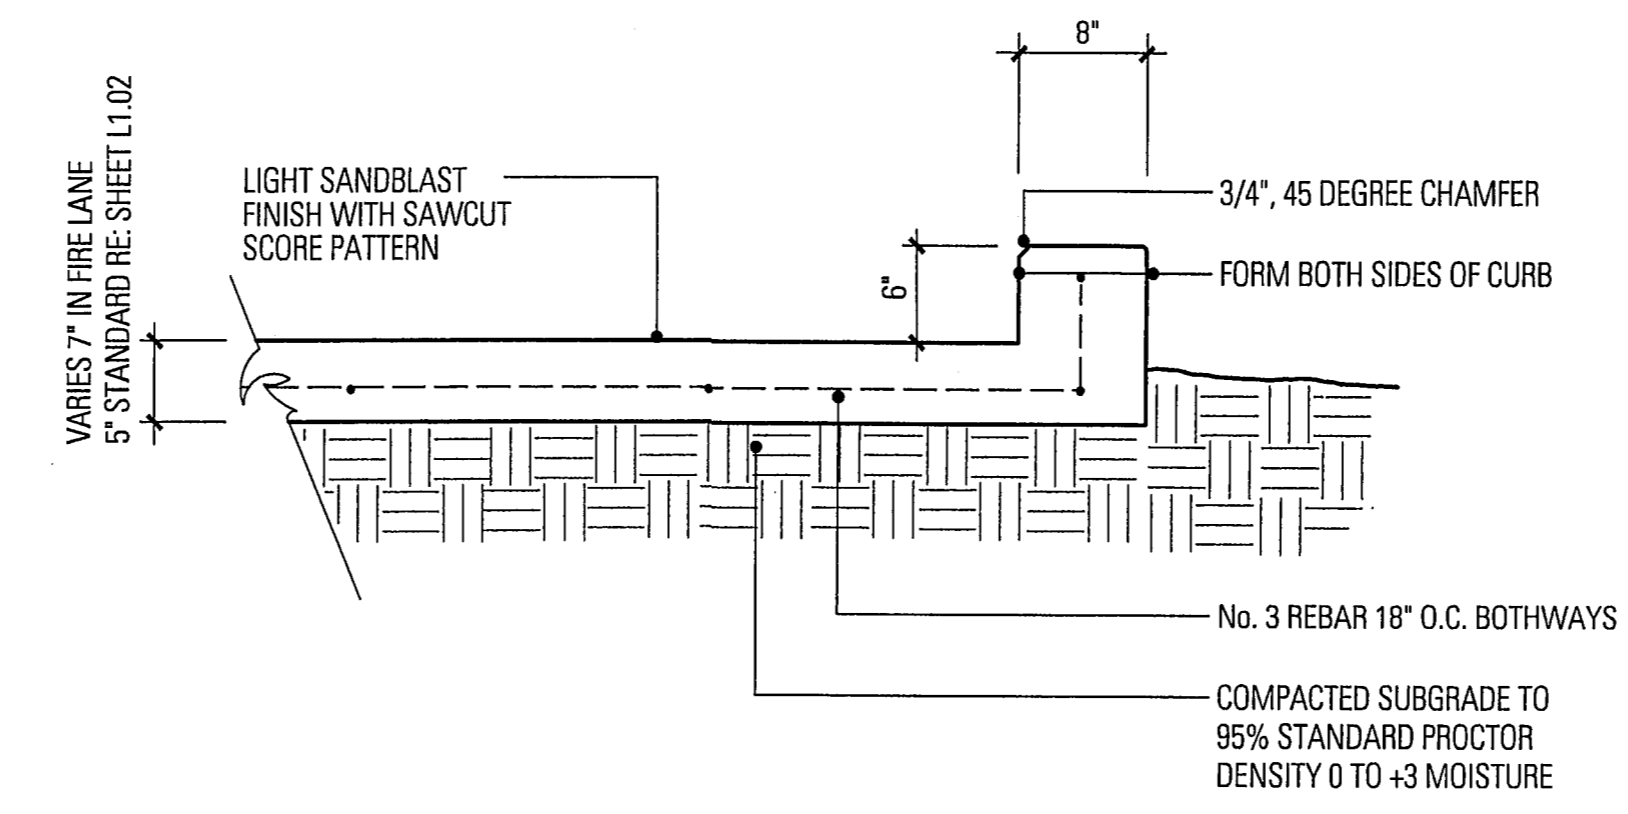 8"
VARIES 7" IN FIRE LANE
5" STANDARD RE: SHEET L1.02
LIGHT SANDBLAST
FINISH WITH SAWCUT
SCORE PATTERN
3/4", 45 DEGREE CHAMFER
6"
FORM BOTH SIDES OF CURB
No. 3 REBAR 18" O.C. BOTHWAYS
COMPACTED SUBGRADE TO
95% STANDARD PROCTOR
DENSITY 0 TO +3 MOISTURE